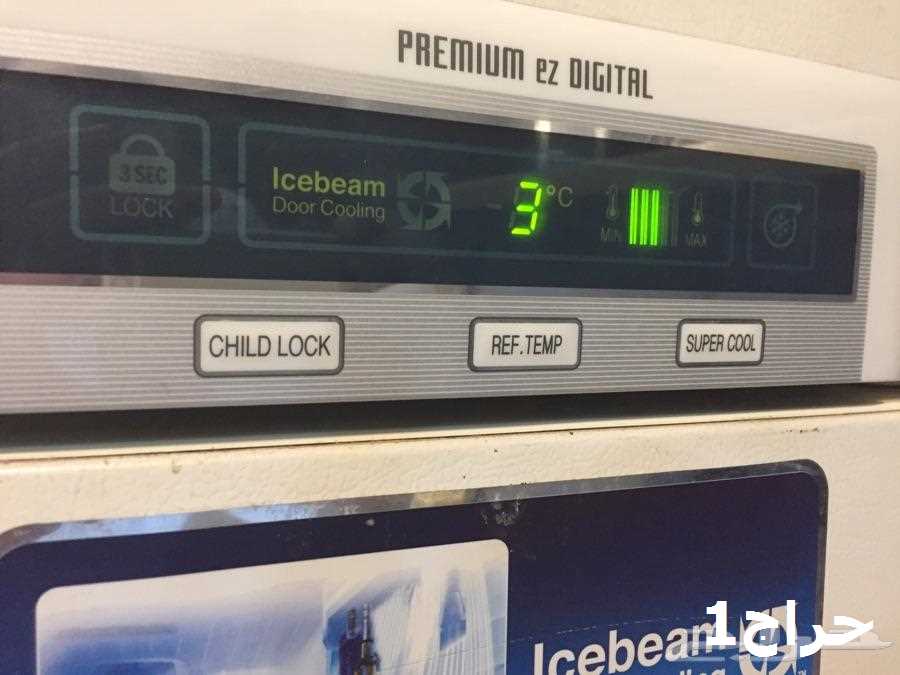 PREMIUM ez DIGITAL
3 SEC
LOCK
Icebeam
Door Cooling
3°C
MIN
MAX
CHILD LOCK
REF.TEMP
SUPER COOL
Icebeam
حراج1